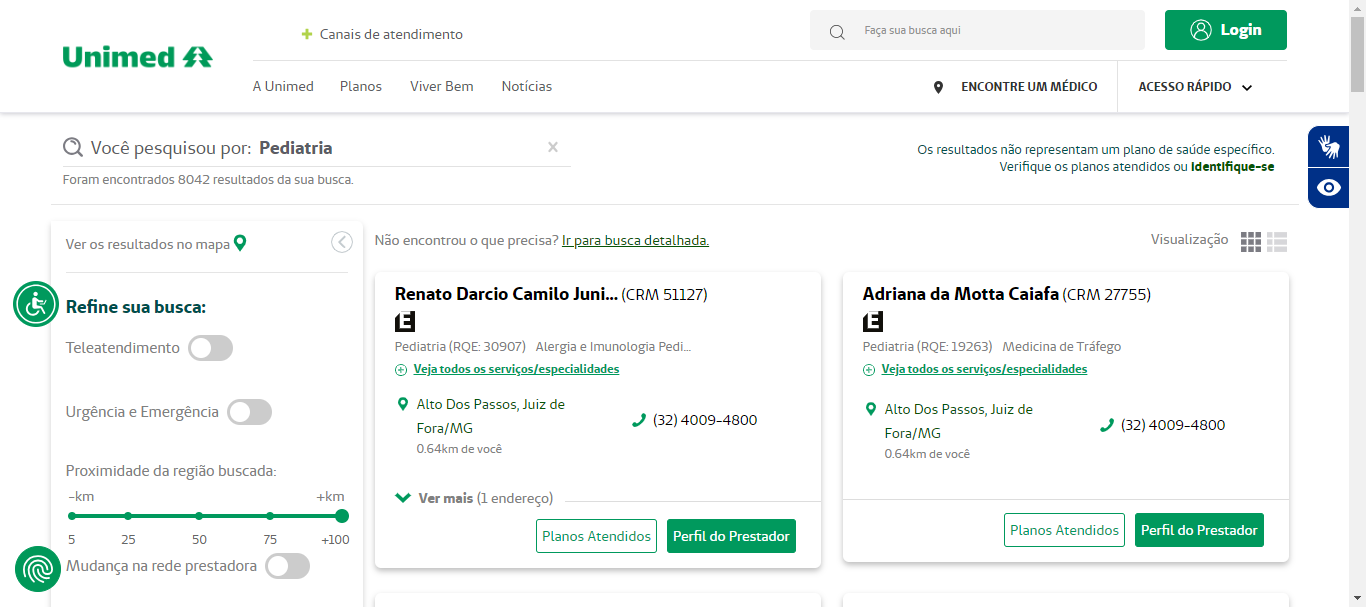 Canais de atendimento
Faça sua busca aqui
Login
Unimed
A Unimed
Planos
Viver Bem
Notícias
ENCONTRE UM MÉDICO
ACESSO RÁPIDO
Você pesquisou por: Pediatria
Foram encontrados 8042 resultados da sua busca.
Os resultados não representam um plano de saúde específico.
Verifique os planos atendidos ou Identifique-se
Ver os resultados no mapa
Refine sua busca:
Teleatendimento
Urgência e Emergência
Proximidade da região buscada:
-km +km
5 25 50 75 +100
Mudança na rede prestadora
Não encontrou o que precisa? Ir para busca detalhada.
Visualização
Renato Darcio Camilo Juni... (CRM 51127)
E
Pediatria (RQE: 30907) Alergia e Imunologia Pedi...
Veja todos os serviços/especialidades
Alto Dos Passos, Juiz de
Fora/MG
0.64km de você
(32) 4009-4800
Ver mais (1 endereço)
Planos Atendidos
Perfil do Prestador
Adriana da Motta Caiafa (CRM 27755)
E
Pediatria (RQE: 19263) Medicina de Tráfego
Veja todos os serviços/especialidades
Alto Dos Passos, Juiz de
Fora/MG
0.64km de você
(32) 4009-4800
Planos Atendidos
Perfil do Prestador